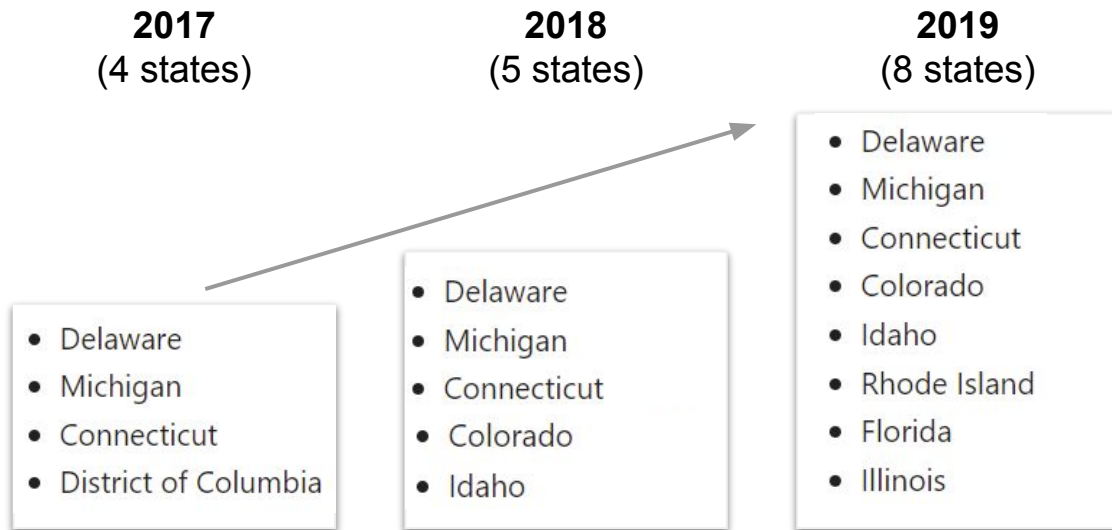 2017
(4 states)
• Delaware
• Michigan
• Connecticut
• District of Columbia
2018
(5 states)
• Delaware
• Michigan
• Connecticut
• Colorado
• Idaho
2019
(8 states)
• Delaware
• Michigan
• Connecticut
• Colorado
• Idaho
• Rhode Island
• Florida
• Illinois